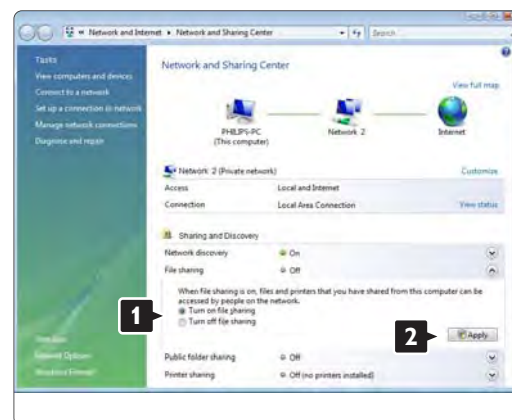 Network and Internet ▸ Network and Sharing Center
Search
Tasks
View computers and devices
Connect to a network
Set up a connection or network
Manage network connections
Diagnose and repair
Network and Sharing Center
View full map
PHILIPS-PC
(This computer)
Network 2
Internet
Network 2 (Private network)
Customize
Access
Local and Internet
Connection
Local Area Connection
View status
Sharing and Discovery
Network discovery
On
File sharing
Off
When file sharing is on, files and printers that you have shared from this computer can be
accessed by people on the network.
1
Turn on file sharing
Turn off file sharing
2
Apply
Public folder sharing
Off
Printer sharing
Off (no printers installed)
See also
Internet Options
Windows Firewall